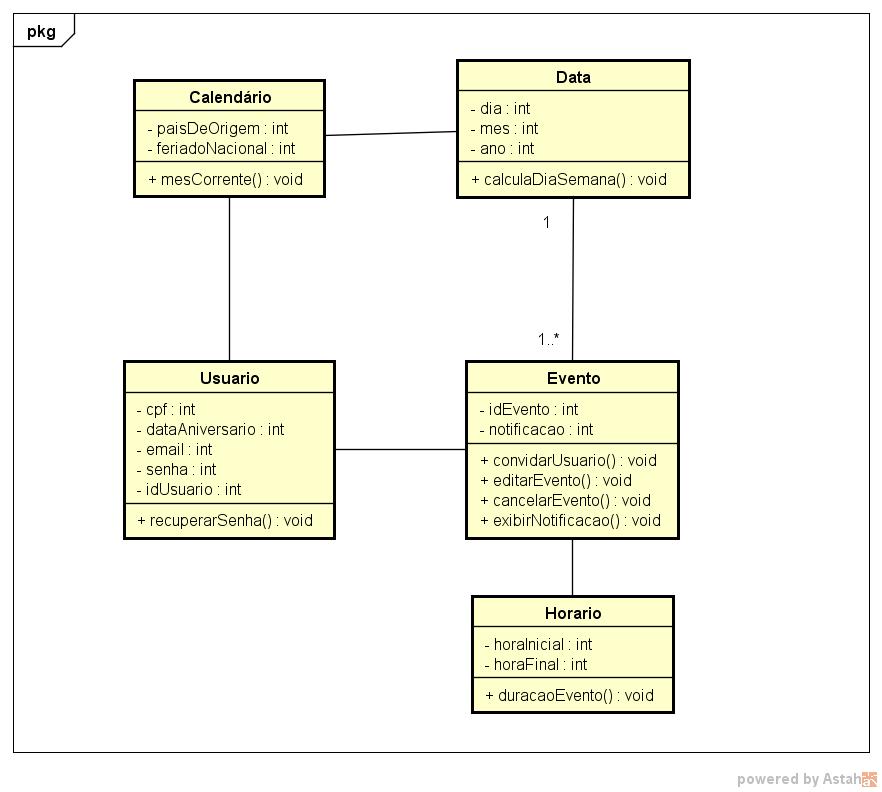 pkg
Calendário
- paisDeOrigem : int
- feriadoNacional : int
+ mesCorrente() : void
Data
- dia : int
- mes : int
- ano : int
+ calculaDiaSemana() : void
1
1..*
Usuario
- cpf : int
- dataAniversario : int
- email : int
- senha : int
- idUsuario : int
+ recuperarSenha() : void
Evento
- idEvento : int
- notificacao : int
+ convidarUsuario() : void
+ editarEvento() : void
+ cancelarEvento() : void
+ exibirNotificacao() : void
Horario
- horaInicial : int
- horaFinal : int
+ duracaoEvento() : void
powered by Astah